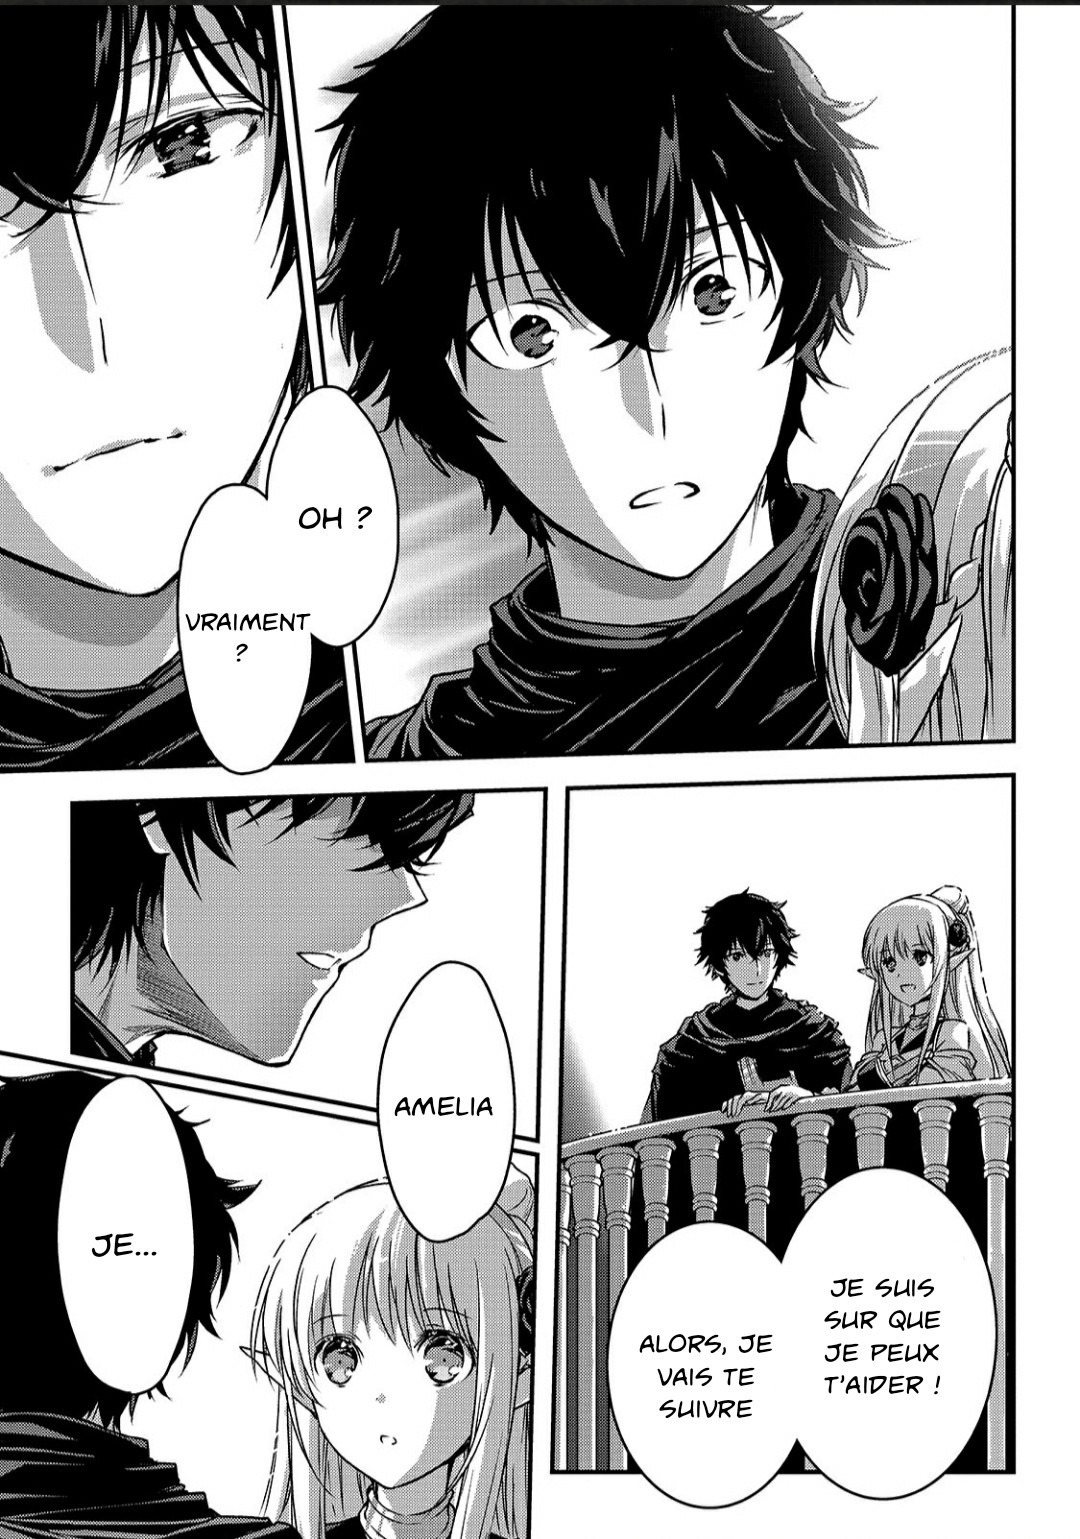 OH ?
VRAIMENT
?
JE SUIS
SUR QUE
JE PEUX
T'AIDER !
ALORS, JE
VAIS TE
SUIVRE
AMELIA
JE...